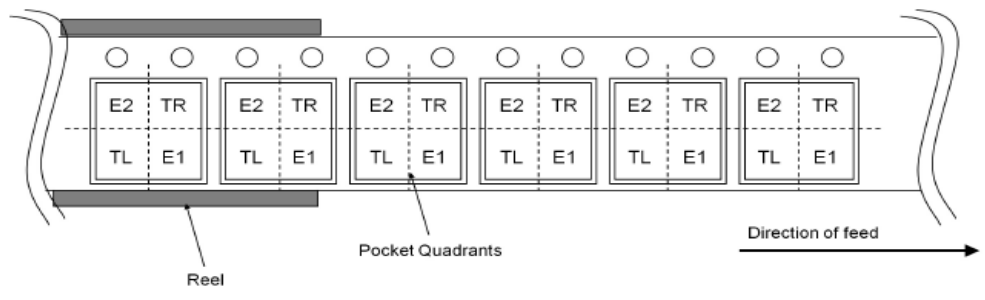 E2 TR E2 TR E2 TR E2 TR E2 TR E2 TR
TL E1 TL E1 TL E1 TL E1 TL E1 TL E1
Direction of feed
Pocket Quadrants
Reel